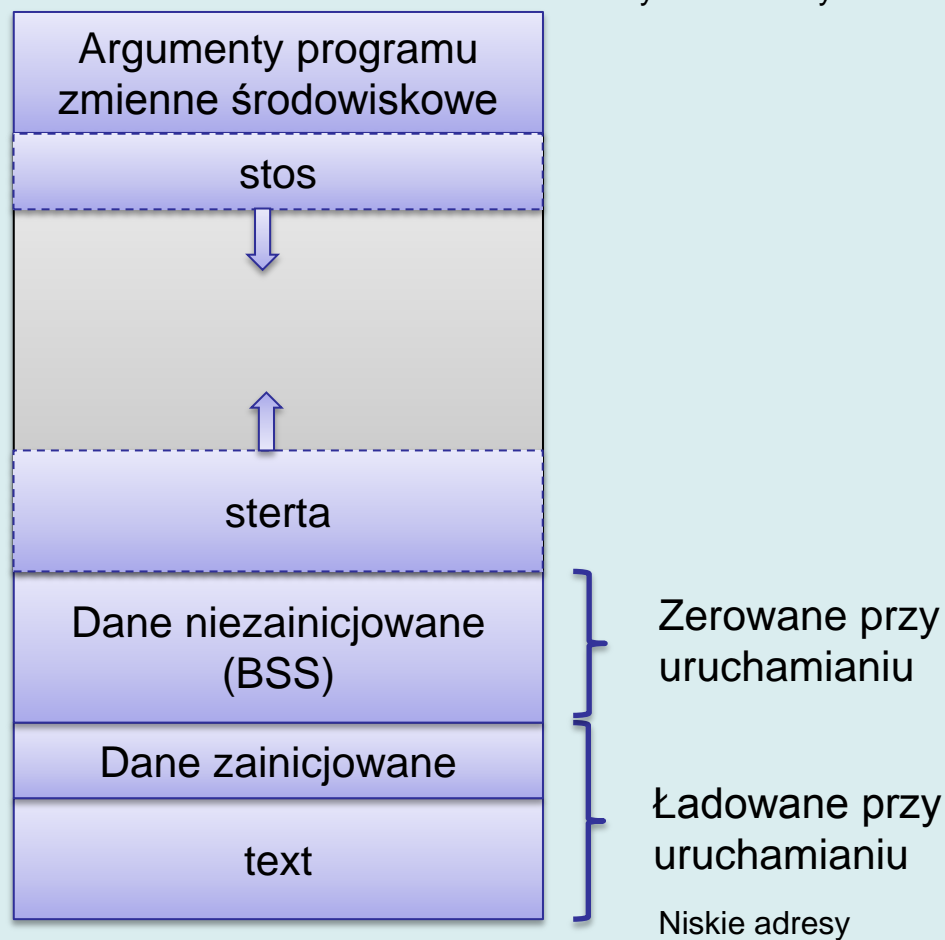 Argumenty programu
zmienne środowiskowe
stos
sterta
Dane niezainicjowane
(BSS)
Zerowane przy
uruchamianiu
Dane zainicjowane
Ładowane przy
uruchamianiu
text
Niskie adresy